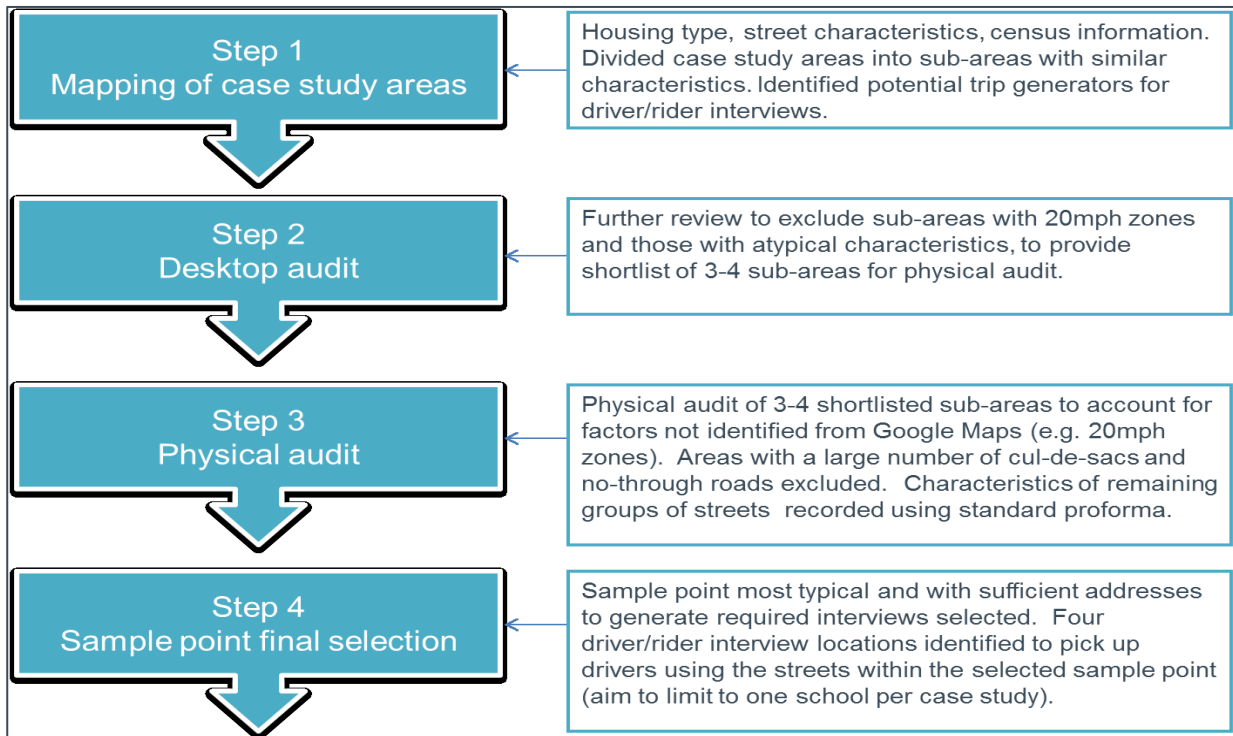 Step 1
Mapping of case study areas
Housing type, street characteristics, census information.
Divided case study areas into sub-areas with similar
characteristics. Identified potential trip generators for
driver/rider interviews.
Step 2
Desktop audit
Further review to exclude sub-areas with 20mph zones
and those with atypical characteristics, to provide
shortlist of 3-4 sub-areas for physical audit.
Step 3
Physical audit
Physical audit of 3-4 shortlisted sub-areas to account for
factors not identified from Google Maps (e.g. 20mph
zones). Areas with a large number of cul-de-sacs and
no-through roads excluded. Characteristics of remaining
groups of streets recorded using standard proforma.
Step 4
Sample point final selection
Sample point most typical and with sufficient addresses
to generate required interviews selected. Four
driver/rider interview locations identified to pick up
drivers using the streets within the selected sample point
(aim to limit to one school per case study).